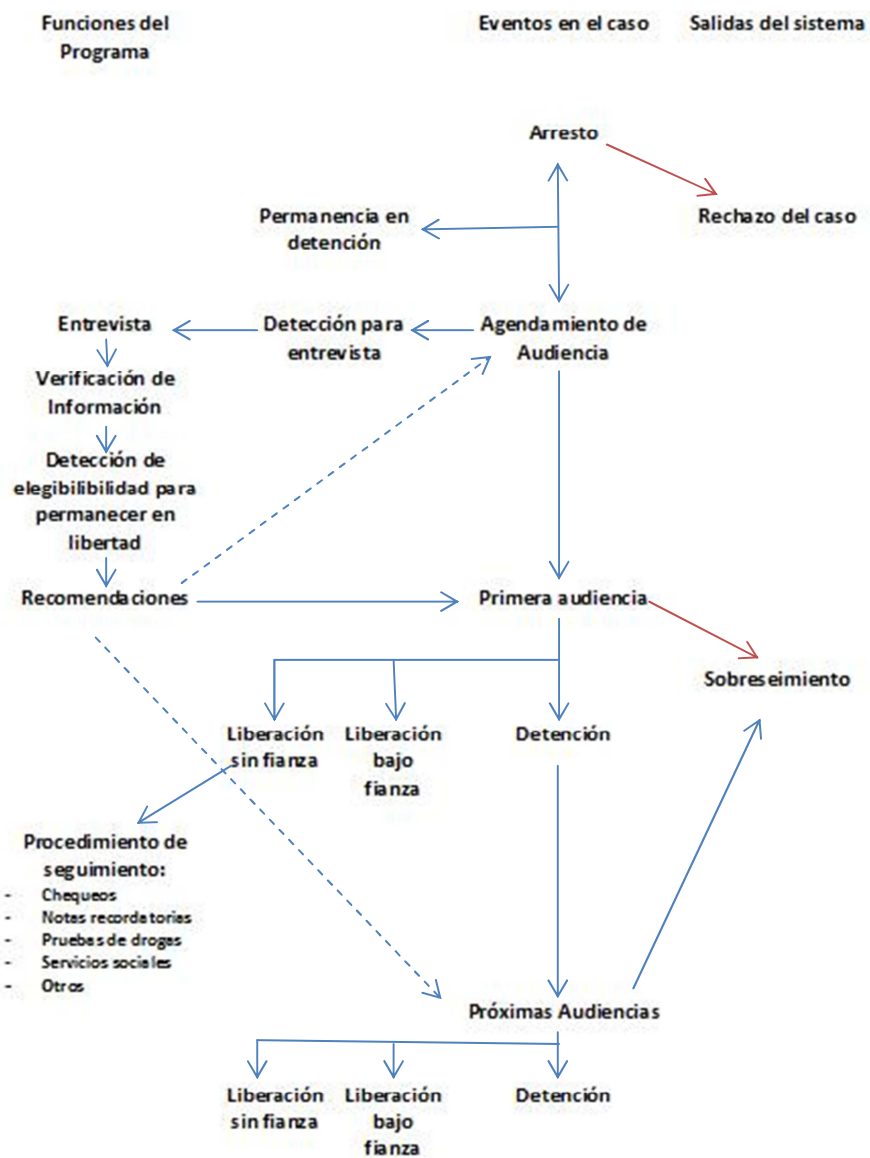 Funciones del
Programa
Eventos en el caso
Salidas del sistema
Arresto
Permanencia en
detención
Rechazo del caso
Entrevista
Detección para
entrevista
Agendamiento de
Audiencia
Verificación de
Información
Detección de
elegibilibilidad para
permanecer en
libertad
Recomendaciones
Primera audiencia
Sobreseimiento
Liberación
sin fianza
Liberación
bajo
fianza
Detención
Procedimiento de
seguimiento:
- Chequeos
- Notas recordatorias
- Pruebas de drogas
- Servicios sociales
- Otros
Próximas Audiencias
Liberación
sin fianza
Liberación
bajo
fianza
Detención